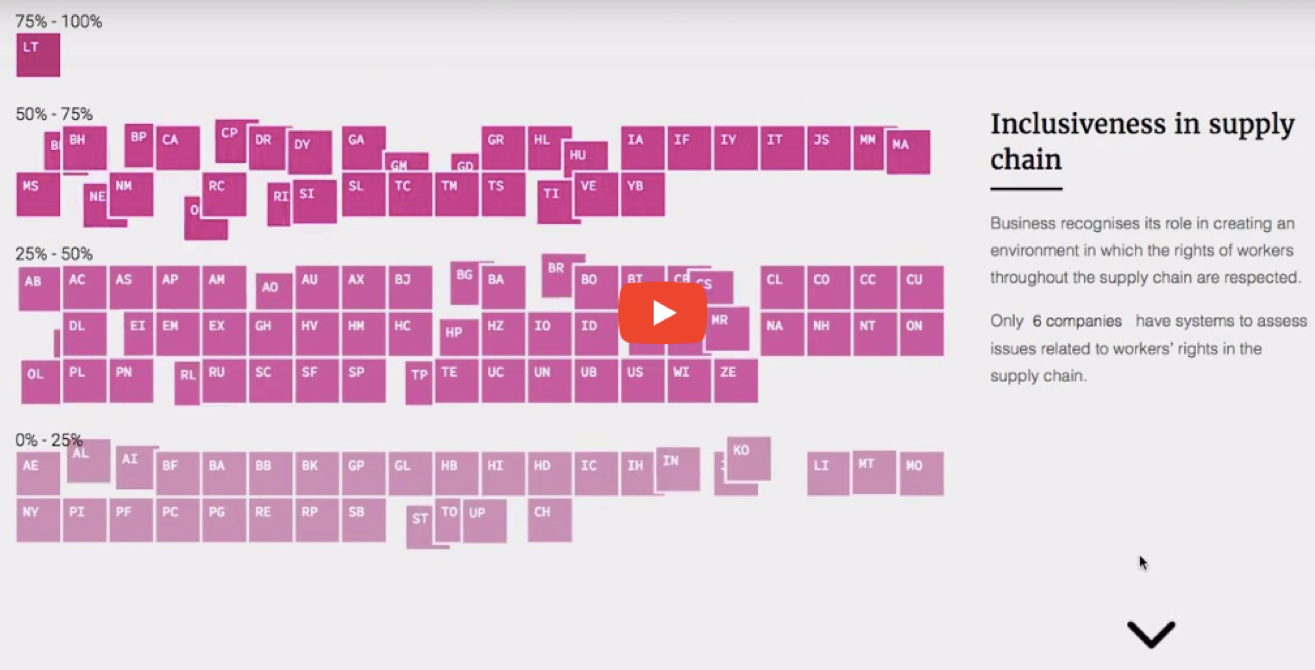 75% - 100%
LT
50% - 75%
BH BP CA CP DR DY GA GM GD GR HL HU IA IF IY IT JS MM MA
MS NE NM RC RI SI SL TC TM TS TI VE YB
25% - 50%
AB AC AS AP AM AO AU AX BJ BG BA BR BO BI CS CL CO CC CU
DL EI EM EX GH HV HM HC HP HZ IO ID MR NA NH NT ON
OL PL PN RL RU SC SF SP TP TE UC UN UB US WI ZE
0% - 25%
AE AL AI BF BA BB BK GP GL HB HI HD IC IH IN KO LI MT MO
NY PI PF PC PG RE RP SB ST TO UP CH
Inclusiveness in supply
chain
Business recognises its role in creating an
environment in which the rights of workers
throughout the supply chain are respected.
Only 6 companies have systems to assess
issues related to workers' rights in the
supply chain.